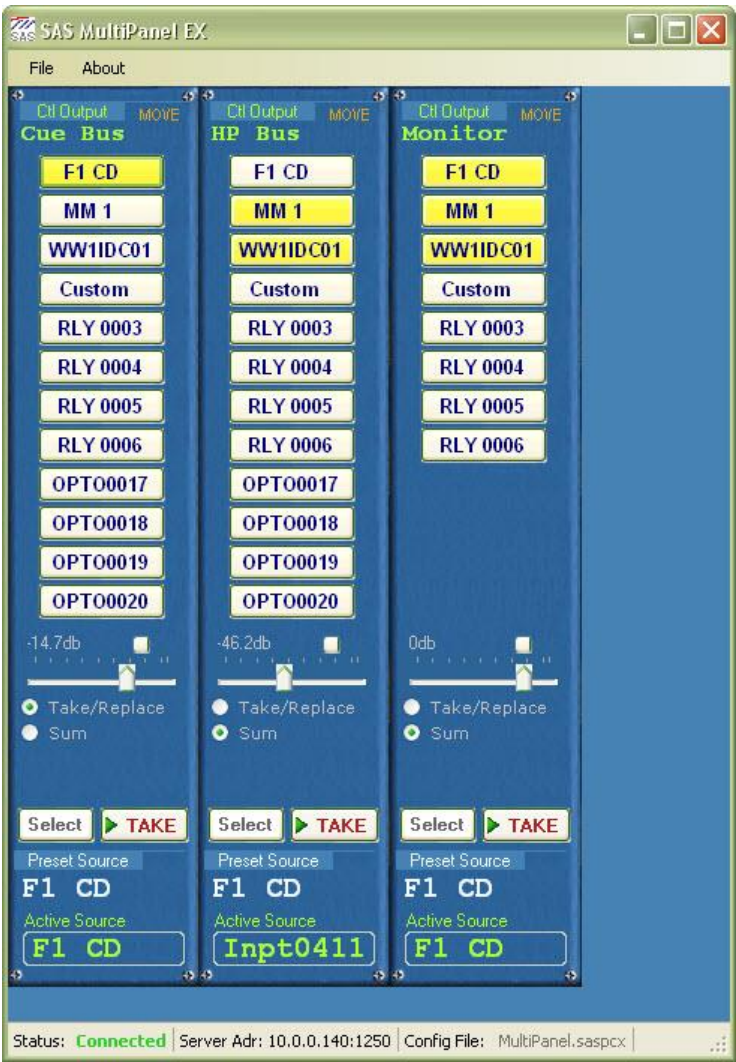 SAS MultiPanel EX
File About
Ctl Output MOVE
Cue Bus
F1 CD
MM 1
WW1IDC01
Custom
RLY 0003
RLY 0004
RLY 0005
RLY 0006
OPTO0017
OPTO0018
OPTO0019
OPTO0020
-14.7db
Take/Replace
Sum
Select TAKE
Preset Source
F1 CD
Active Source
F1 CD
Ctl Output MOVE
HP Bus
F1 CD
MM 1
WW1IDC01
Custom
RLY 0003
RLY 0004
RLY 0005
RLY 0006
OPTO0017
OPTO0018
OPTO0019
OPTO0020
-46.2db
Take/Replace
Sum
Select TAKE
Preset Source
F1 CD
Active Source
Inpt0411
Ctl Output MOVE
Monitor
F1 CD
MM 1
WW1IDC01
Custom
RLY 0003
RLY 0004
RLY 0005
RLY 0006
0db
Take/Replace
Sum
Select TAKE
Preset Source
F1 CD
Active Source
F1 CD
Status: Connected Server Adr: 10.0.0.140:1250 Config File: MultiPanel.saspcx